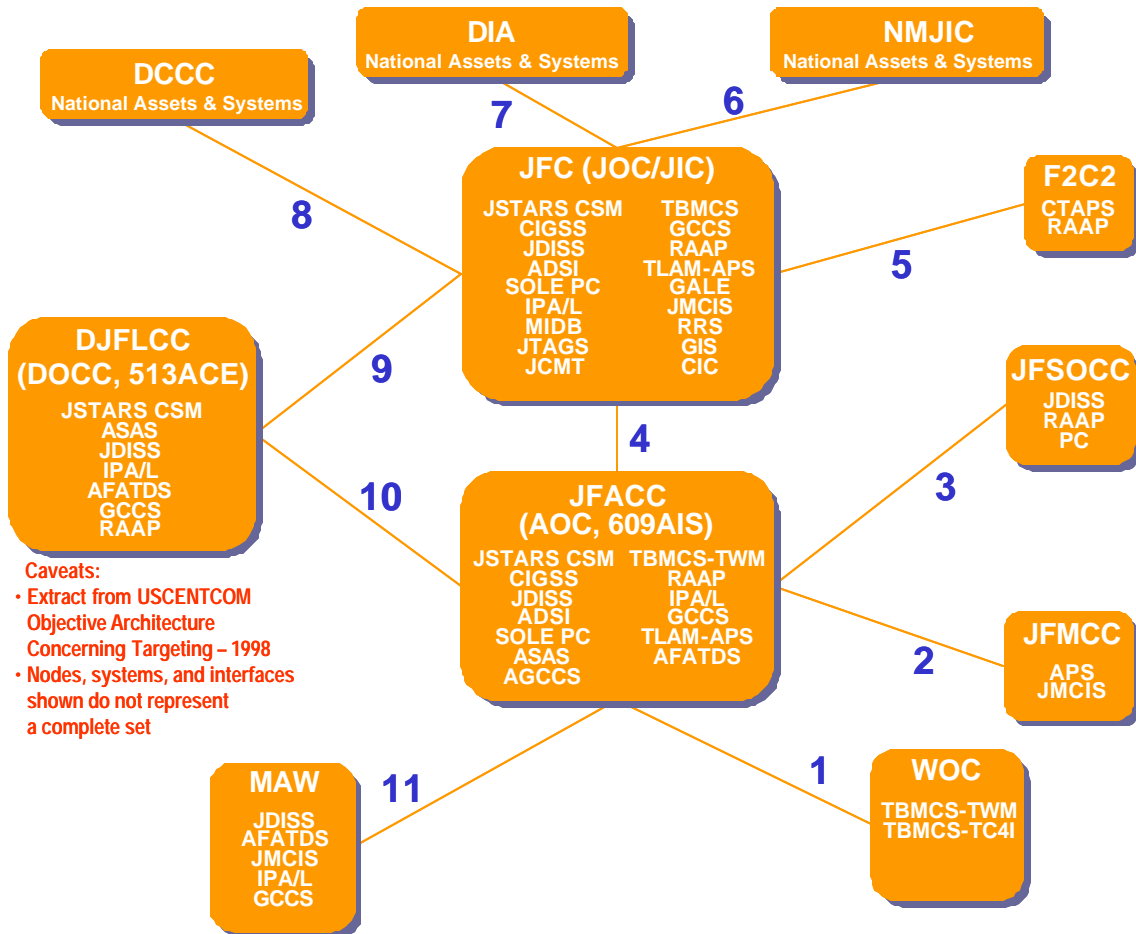 DCCC
National Assets & Systems
DIA
National Assets & Systems
NMJIC
National Assets & Systems
8
7
6
JFC (JOC/JIC)
JSTARS CSM
CIGSS
JDISS
ADSI
SOLE PC
IPA/L
MIDB
JTAGS
JCMT
TBMCS
GCCS
RAAP
TLAM-APS
GALE
JMCIS
RRS
GIS
CIC
F2C2
CTAPS
RAAP
5
DJFLCC
(DOCC, 513ACE)
JSTARS CSM
ASAS
JDISS
IPA/L
AFATDS
GCCS
RAAP
9
10
4
JFSOCC
JDISS
RAAP
PC
3
JFACC
(AOC, 609AIS)
JSTARS CSM
CIGSS
JDISS
ADSI
SOLE PC
ASAS
AGCCS
TBMCS-TWM
RAAP
IPA/L
GCCS
TLAM-APS
AFATDS
Caveats:
• Extract from USCENTCOM
Objective Architecture
Concerning Targeting – 1998
• Nodes, systems, and interfaces
shown do not represent
a complete set
JFMCC
APS
JMCIS
2
MAW
JDISS
AFATDS
JMCIS
IPA/L
GCCS
11
1
WOC
TBMCS-TWM
TBMCS-TC4I